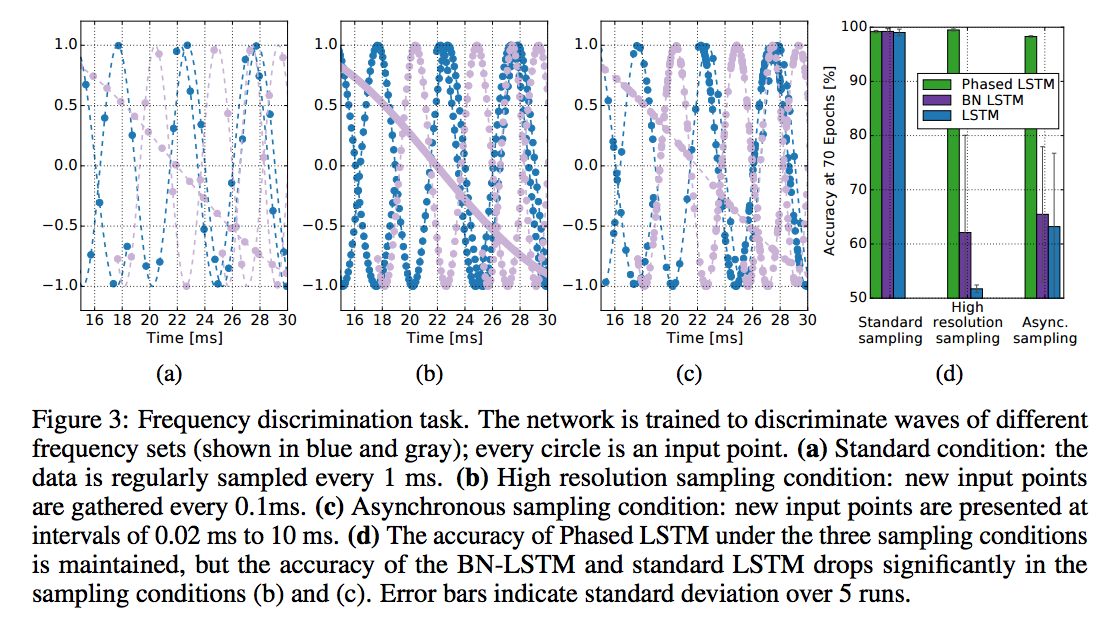 1.0
0.5
0.0
−0.5
−1.0
16 18 20 22 24 26 28 30
Time [ms]
(a)
1.0
0.5
0.0
−0.5
−1.0
16 18 20 22 24 26 28 30
Time [ms]
(b)
1.0
0.5
0.0
−0.5
−1.0
16 18 20 22 24 26 28 30
Time [ms]
(c)
Accuracy at 70 Epochs [%]
100
90
80
70
60
50
Phased LSTM
BN LSTM
LSTM
Standard
sampling
High
resolution
sampling
Async.
sampling
(d)
Figure 3: Frequency discrimination task. The network is trained to discriminate waves of different
frequency sets (shown in blue and gray); every circle is an input point. (a) Standard condition: the
data is regularly sampled every 1 ms. (b) High resolution sampling condition: new input points
are gathered every 0.1ms. (c) Asynchronous sampling condition: new input points are presented at
intervals of 0.02 ms to 10 ms. (d) The accuracy of Phased LSTM under the three sampling conditions
is maintained, but the accuracy of the BN-LSTM and standard LSTM drops significantly in the
sampling conditions (b) and (c). Error bars indicate standard deviation over 5 runs.